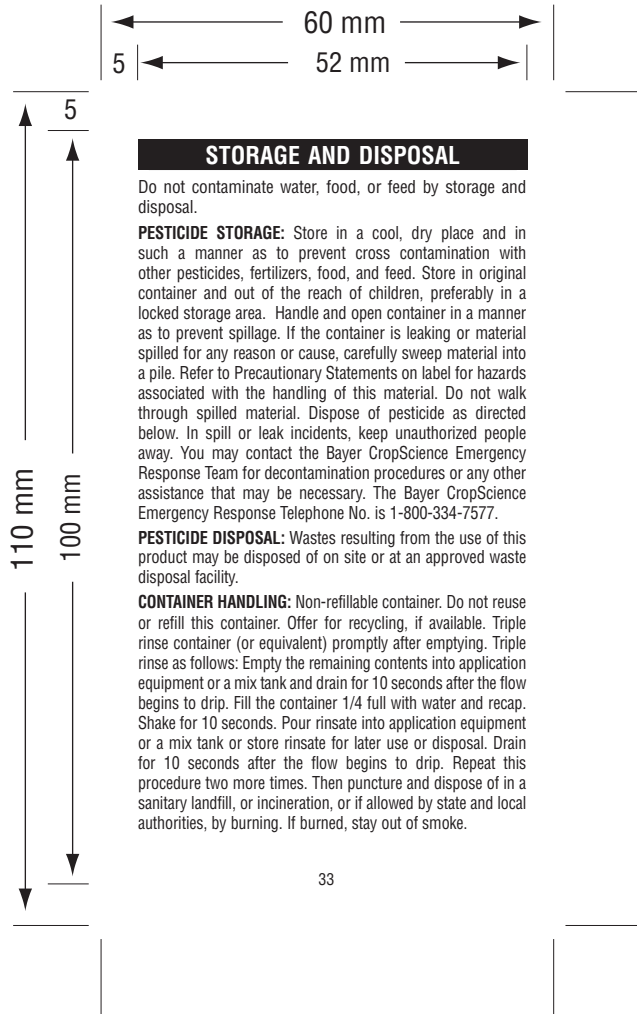 60 mm
5 52 mm
5
110 mm
100 mm
STORAGE AND DISPOSAL
Do not contaminate water, food, or feed by storage and
disposal.
PESTICIDE STORAGE: Store in a cool, dry place and in
such a manner as to prevent cross contamination with
other pesticides, fertilizers, food, and feed. Store in original
container and out of the reach of children, preferably in a
locked storage area. Handle and open container in a manner
as to prevent spillage. If the container is leaking or material
spilled for any reason or cause, carefully sweep material into
a pile. Refer to Precautionary Statements on label for hazards
associated with the handling of this material. Do not walk
through spilled material. Dispose of pesticide as directed
below. In spill or leak incidents, keep unauthorized people
away. You may contact the Bayer CropScience Emergency
Response Team for decontamination procedures or any other
assistance that may be necessary. The Bayer CropScience
Emergency Response Telephone No. is 1-800-334-7577.
PESTICIDE DISPOSAL: Wastes resulting from the use of this
product may be disposed of on site or at an approved waste
disposal facility.
CONTAINER HANDLING: Non-refillable container. Do not reuse
or refill this container. Offer for recycling, if available. Triple
rinse container (or equivalent) promptly after emptying. Triple
rinse as follows: Empty the remaining contents into application
equipment or a mix tank and drain for 10 seconds after the flow
begins to drip. Fill the container 1/4 full with water and recap.
Shake for 10 seconds. Pour rinsate into application equipment
or a mix tank or store rinsate for later use or disposal. Drain
for 10 seconds after the flow begins to drip. Repeat this
procedure two more times. Then puncture and dispose of in a
sanitary landfill, or incineration, or if allowed by state and local
authorities, by burning. If burned, stay out of smoke.
33